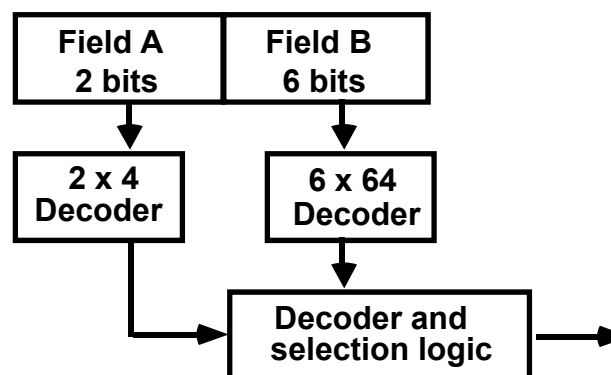 Field A
2 bits
Field B
6 bits
2 x 4
Decoder
6 x 64
Decoder
Decoder and
selection logic